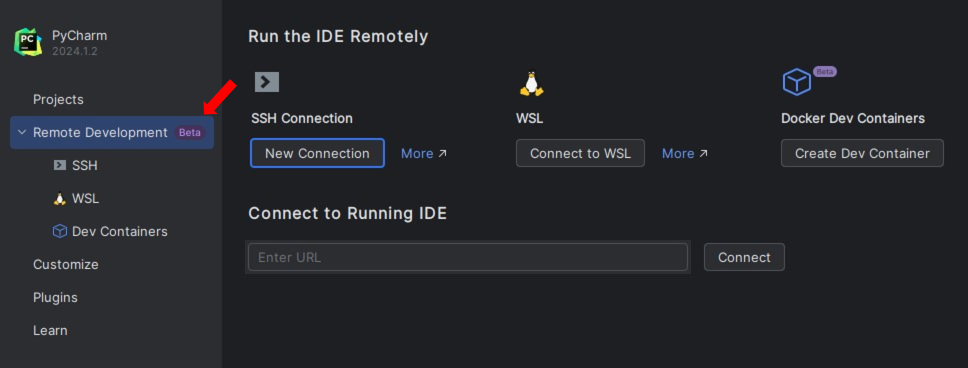 PC
PyCharm
2024.1.2
Projects
Remote Development Beta
SSH
WSL
Dev Containers
Customize
Plugins
Learn
Run the IDE Remotely
SSH Connection
New Connection More ↗
WSL
Connect to WSL More ↗
Beta
Docker Dev Containers
Create Dev Container
Connect to Running IDE
Enter URL Connect